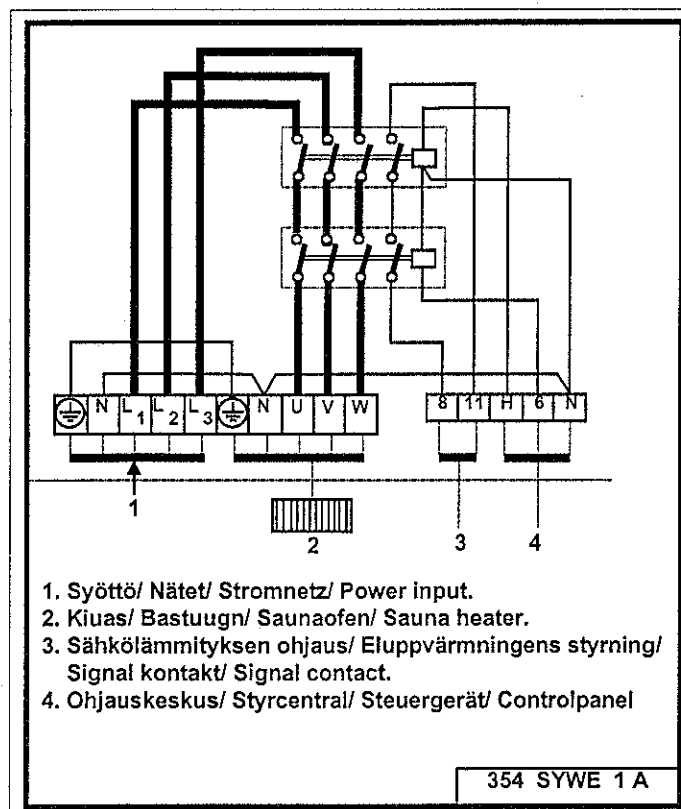 N L1 L2 L3 N U V W 8 11 H 6 N
1 2 3 4
1. Syöttö/ Nätet/ Stromnetz/ Power input.
2. Kiuas/ Bastuugn/ Saunaofen/ Sauna heater.
3. Sähkölämmityksen ohjaus/ Eluppvärmningens styrning/
Signal kontakt/ Signal contact.
4. Ohjauskeskus/ Styrcentral/ Steuergerät/ Controlpanel
354 SYWE 1 A